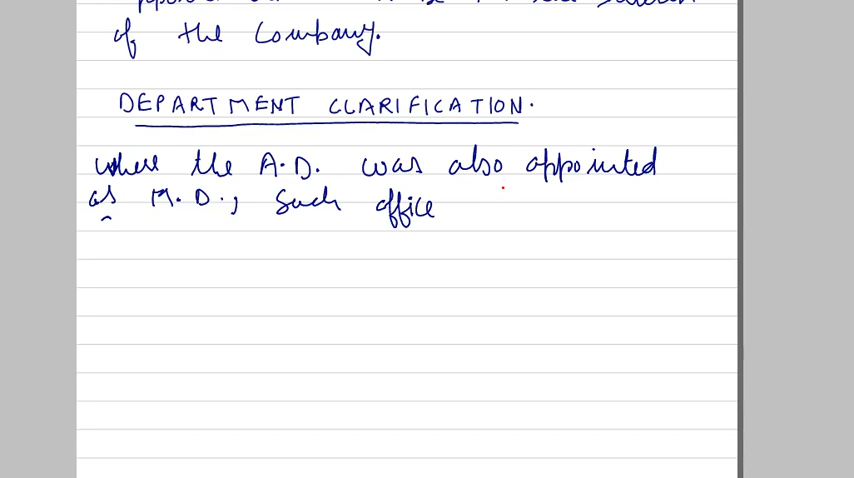 of the Company.
DEPARTMENT CLARIFICATION.
where the A.D. was also appointed
as M.D., Such office